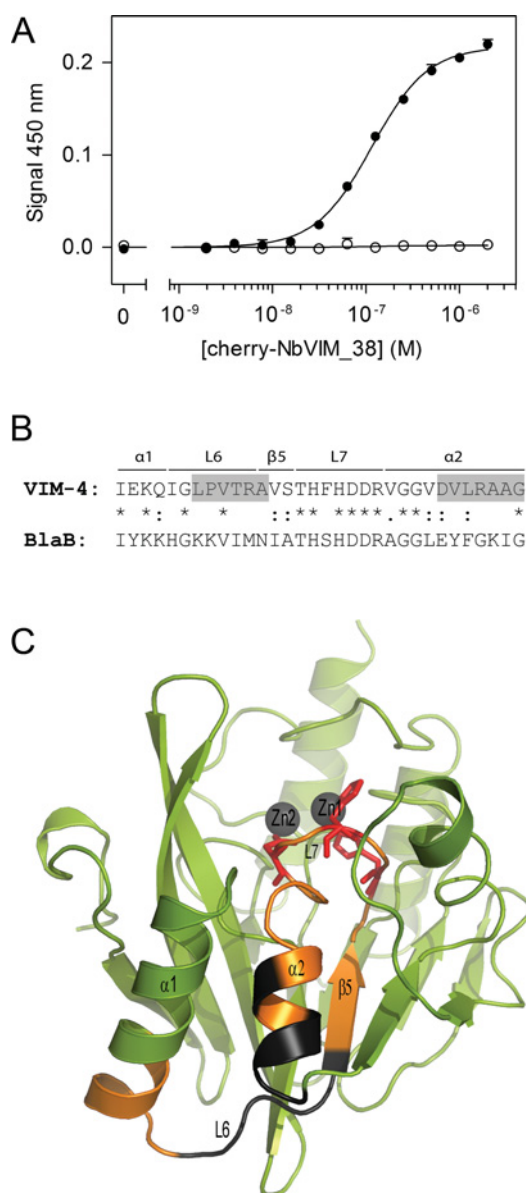 A
Signal 450 nm
0.2
0.1
0.0
0 10⁻⁹ 10⁻⁸ 10⁻⁷ 10⁻⁶
[cherry-NbVIM_38] (M)
B
α1 L6 β5 L7 α2
VIM-4: IEKQIGLPVTRAVSTHFHDDRVGGVDVLRAAG
* *: * * :: * **** .** : : *
BlaB: IYKKHGKKVIMNIATHSHDDRAGGLEYFGKIG
C
Zn2 Zn1
L7
α1 α2 β5
L6